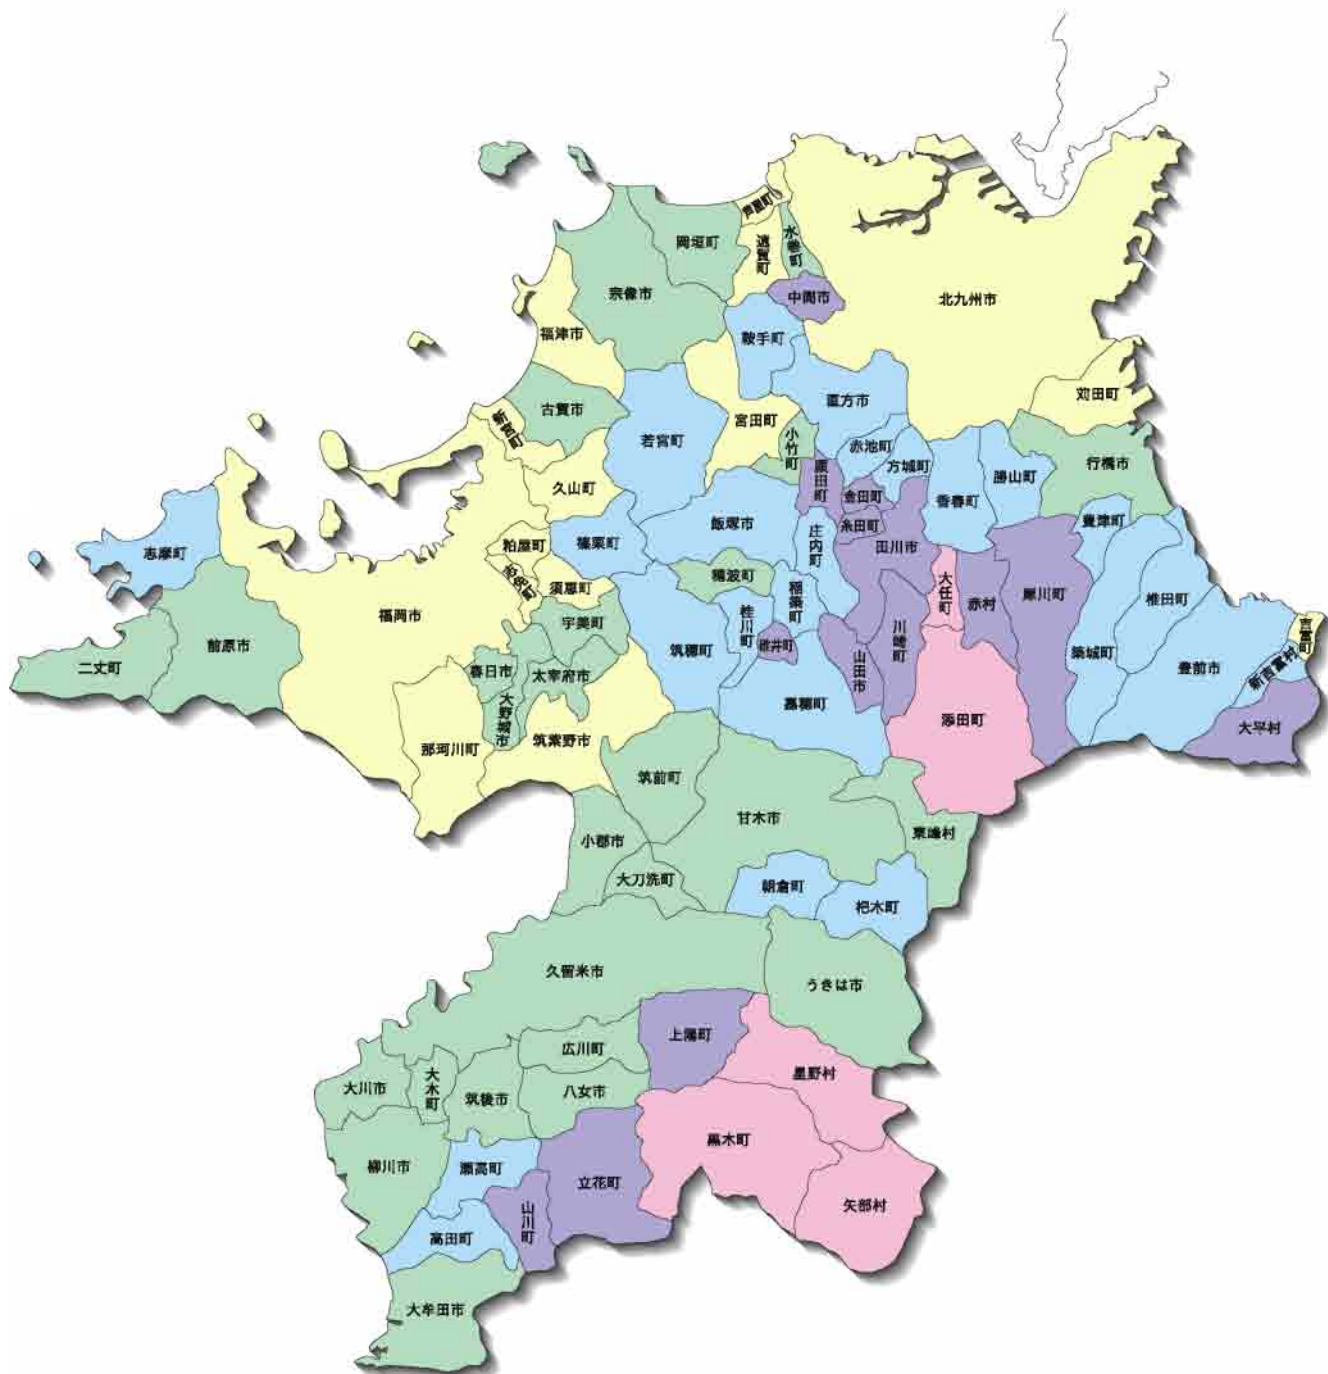 芦屋町
水巻町
岡垣町
遠賀町
宗像市
中間市
北九州市
福津市
鞍手町
苅田町
直方市
古賀市
宮田町
新宮町
若宮町
小竹町
赤池町
方城町
行橋市
勝山町
久山町
頴田町
金田町
香春町
飯塚市
豊津町
糸田町
庄内町
粕屋町
篠栗町
田川市
志摩町
志免町
須恵町
穂波町
大任町
稲築町
赤村
犀川町
椎田町
福岡市
宇美町
桂川町
川崎町
吉富町
前原市
碓井町
筑穂町
築城町
二丈町
春日市
太宰府市
山田市
豊前市
新吉富村
嘉穂町
大野城市
添田町
大平村
那珂川町
筑紫野市
筑前町
甘木市
小郡市
東峰村
大刀洗町
朝倉町
杷木町
久留米市
うきは市
上陽町
広川町
星野村
大川市
大木町
筑後市
八女市
黒木町
柳川市
瀬高町
立花町
矢部村
山川町
高田町
大牟田市